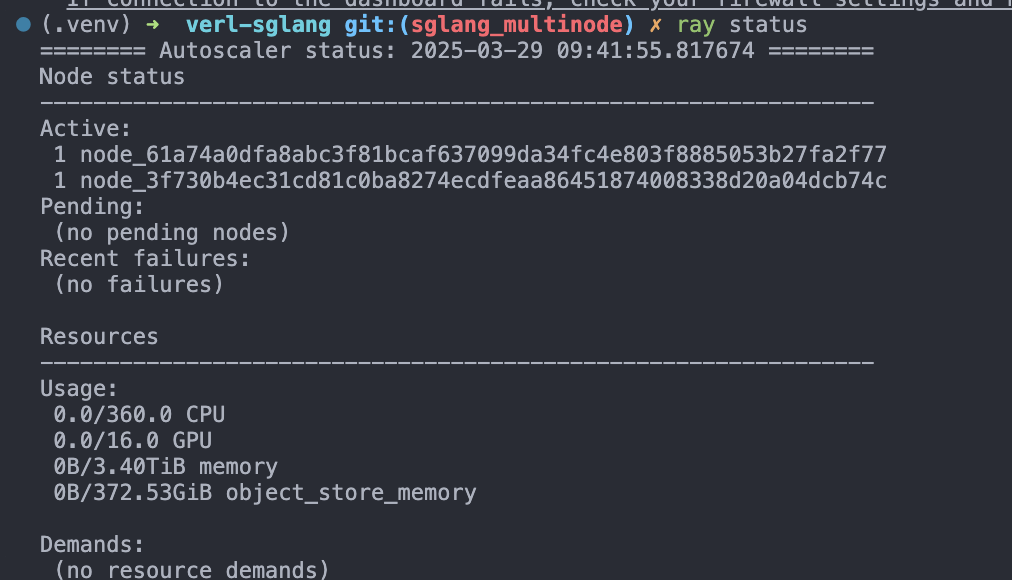 If connection to the dashboard fails, check your firewall settings and
(.venv) ➜ verl-sglang git:(sglang_multinode) ✗ ray status
======== Autoscaler status: 2025-03-29 09:41:55.817674 ========
Node status
---------------------------------------------------------------
Active:
1 node_61a74a0dfa8abc3f81bcaf637099da34fc4e803f8885053b27fa2f77
1 node_3f730b4ec31cd81c0ba8274ecdfeaa86451874008338d20a04dcb74c
Pending:
(no pending nodes)
Recent failures:
(no failures)
Resources
---------------------------------------------------------------
Usage:
0.0/360.0 CPU
0.0/16.0 GPU
0B/3.40TiB memory
0B/372.53GiB object_store_memory
Demands:
(no resource demands)